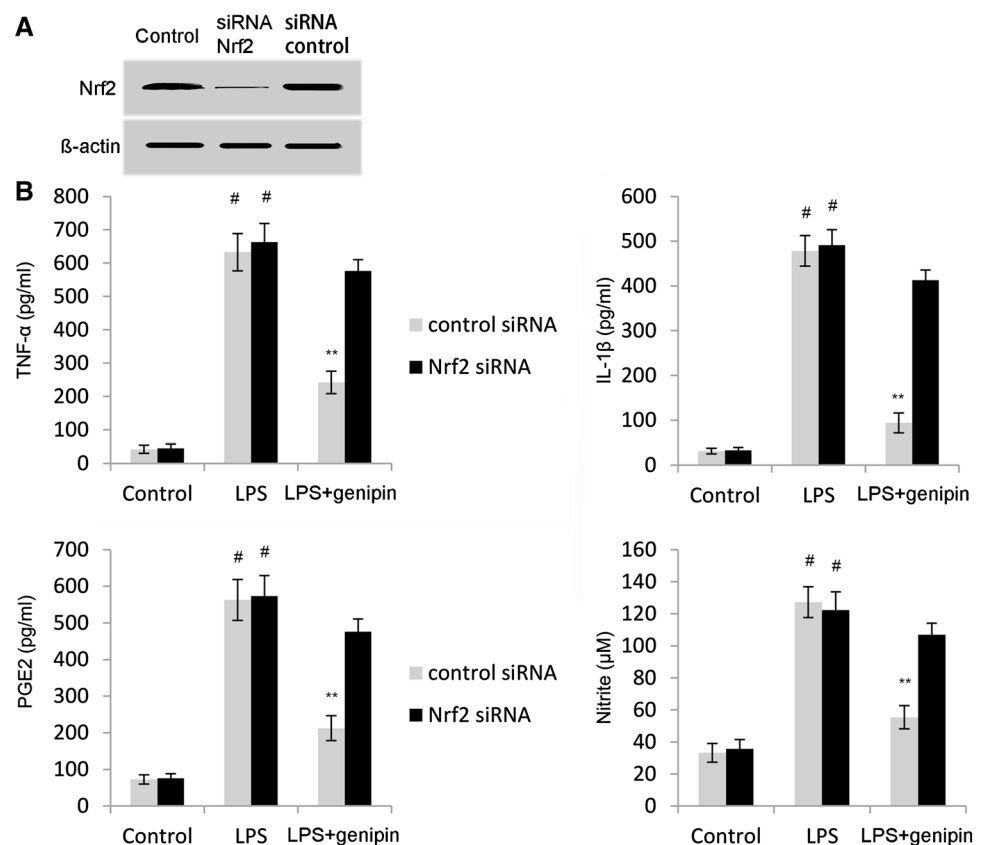 A
Control
siRNA
Nrf2
siRNA
control
Nrf2
ß-actin
B
TNF-α (pg/ml)
800
700
600
500
400
300
200
100
0
# #
**
Control LPS LPS+genipin
control siRNA
Nrf2 siRNA
IL-1β (pg/ml)
600
500
400
300
200
100
0
# #
**
Control LPS LPS+genipin
PGE2 (pg/ml)
700
600
500
400
300
200
100
0
# #
**
Control LPS LPS+genipin
control siRNA
Nrf2 siRNA
Nitrite (µM)
160
140
120
100
80
60
40
20
0
# #
**
Control LPS LPS+genipin